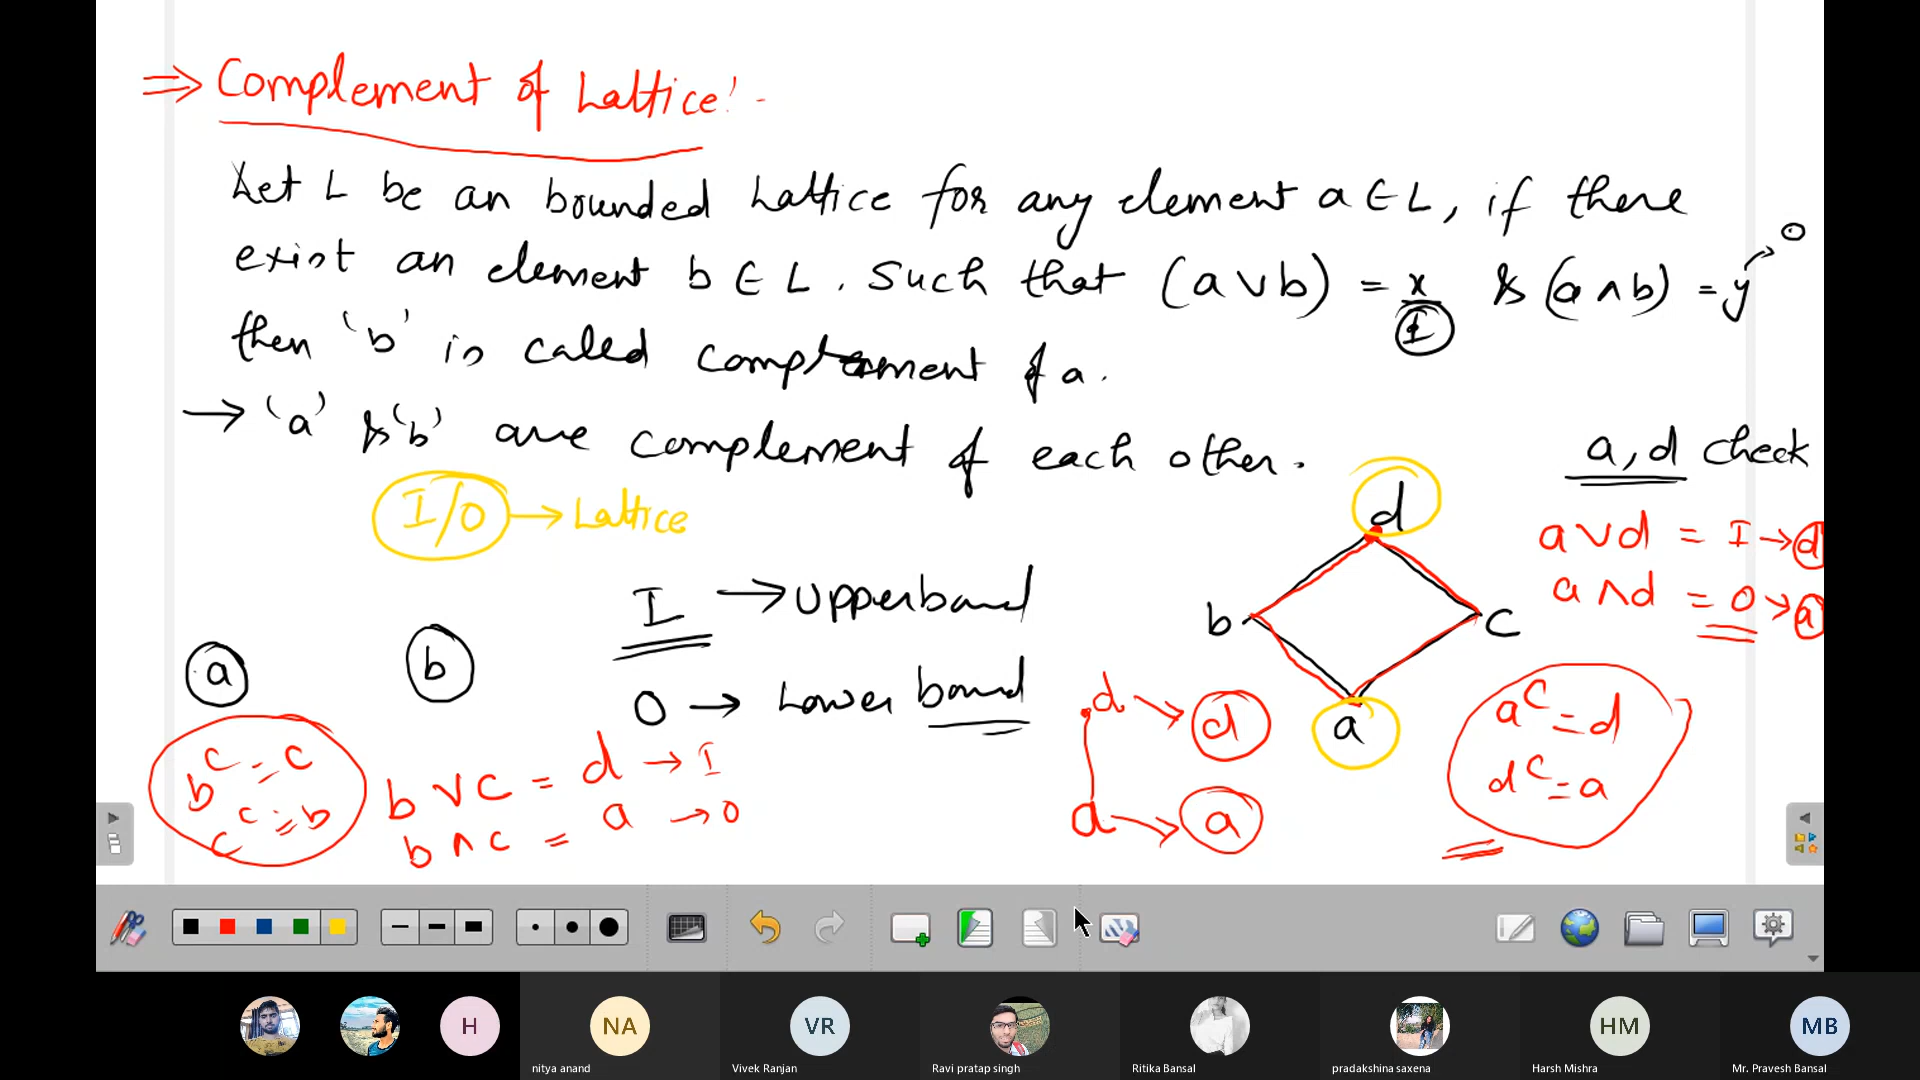 ⇒ Complement of Lattice :-
Let L be an bounded Lattice for any element a ∈ L, if there
exist an element b ∈ L. Such that (a ∨ b) = x & (a ∧ b) = y → 0
I
then 'b' is called complement of a.
→ 'a' & 'b' are complement of each other.
I/O → Lattice
a, d check
a ∨ d = I → d
a ∧ d = 0 → a
d
b
c
a
I → Upperbound
O → Lower bound
a
b
b^c = c
c^c = b
b ∨ c = d → I
b ∧ c = a → 0
d → d
a → a
a^c = d
d^c = a
H
NA
VR
HM
MB
nitya anand
Vivek Ranjan
Ravi pratap singh
Ritika Bansal
pradakshina saxena
Harsh Mishra
Mr. Pravesh Bansal